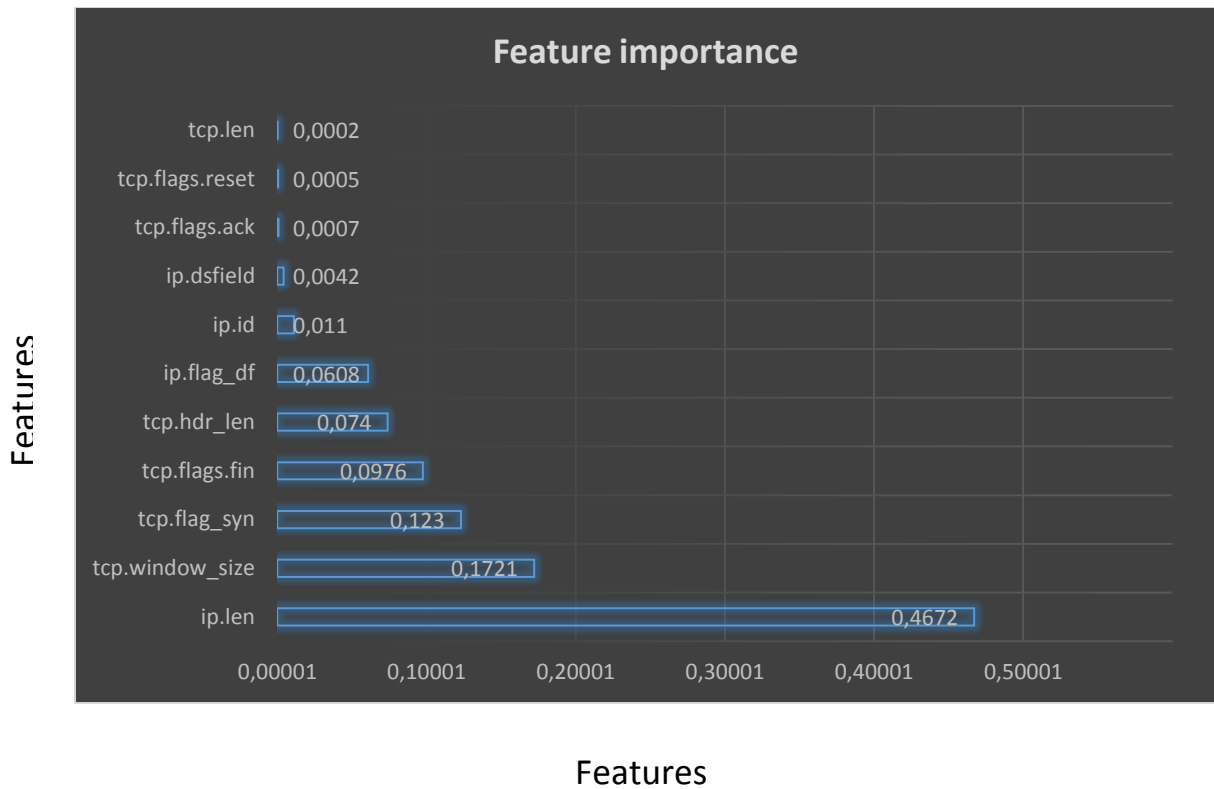 Feature importance
tcp.len 0,0002
tcp.flags.reset 0,0005
tcp.flags.ack 0,0007
ip.dsfield 0,0042
ip.id 0,011
ip.flag_df 0,0608
tcp.hdr_len 0,074
tcp.flags.fin 0,0976
tcp.flag_syn 0,123
tcp.window_size 0,1721
ip.len 0,4672
0,00001 0,10001 0,20001 0,30001 0,40001 0,50001
Features
Features